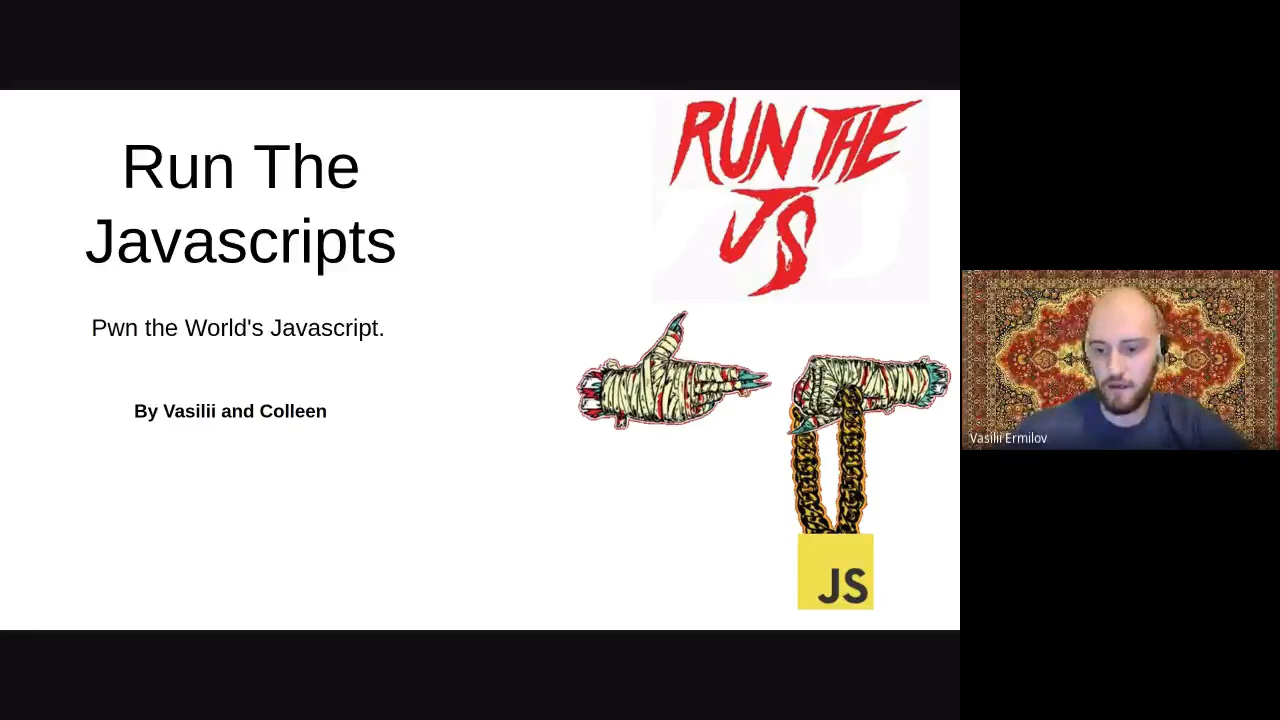 Run The
Javascripts
Pwn the World's Javascript.
By Vasilii and Colleen
RUN THE
JS
JS
Vasilii Ermilov